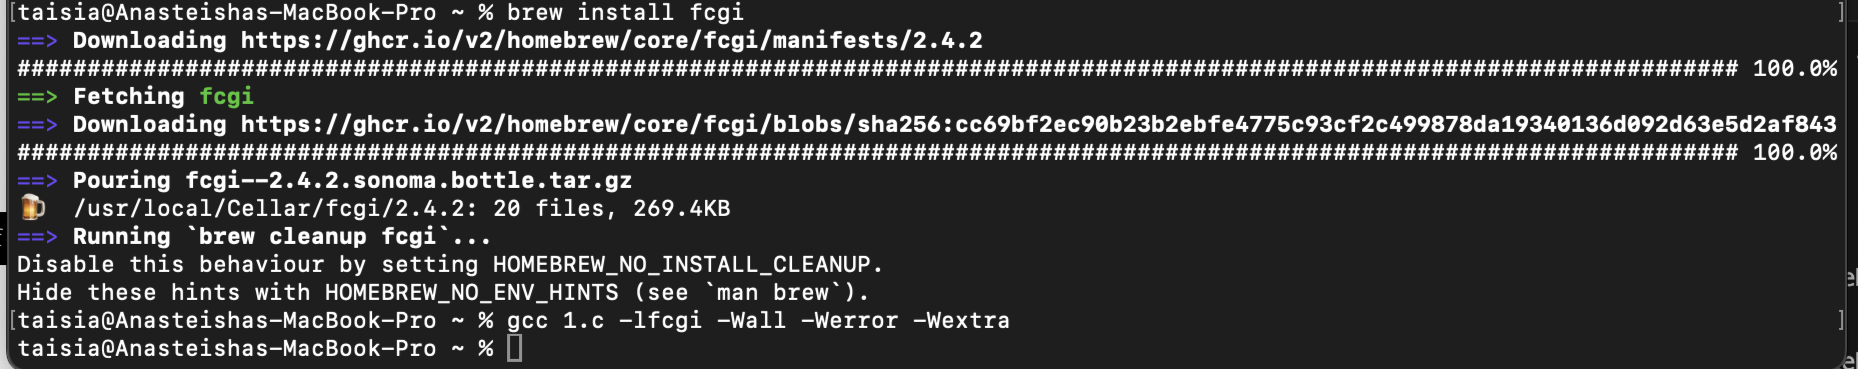 [taisia@Anasteishas-MacBook-Pro ~ % brew install fcgi ]
==> Downloading https://ghcr.io/v2/homebrew/core/fcgi/manifests/2.4.2
########################################################################################################################### 100.0%
==> Fetching fcgi
==> Downloading https://ghcr.io/v2/homebrew/core/fcgi/blobs/sha256:cc69bf2ec90b23b2ebfe4775c93cf2c499878da19340136d092d63e5d2af843
########################################################################################################################### 100.0%
==> Pouring fcgi--2.4.2.sonoma.bottle.tar.gz
🍺 /usr/local/Cellar/fcgi/2.4.2: 20 files, 269.4KB
==> Running `brew cleanup fcgi`...
Disable this behaviour by setting HOMEBREW_NO_INSTALL_CLEANUP.
Hide these hints with HOMEBREW_NO_ENV_HINTS (see `man brew`).
[taisia@Anasteishas-MacBook-Pro ~ % gcc 1.c -lfcgi -Wall -Werror -Wextra ]
taisia@Anasteishas-MacBook-Pro ~ %